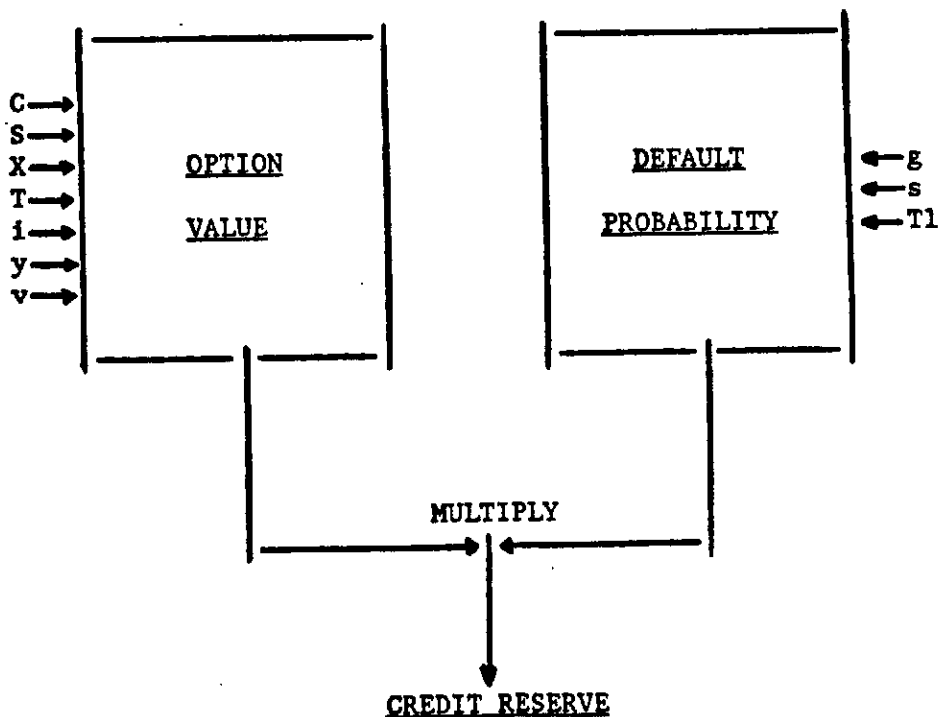 C
S
X
T
i
y
v
OPTION
VALUE
DEFAULT
PROBABILITY
g
s
T1
MULTIPLY
CREDIT RESERVE